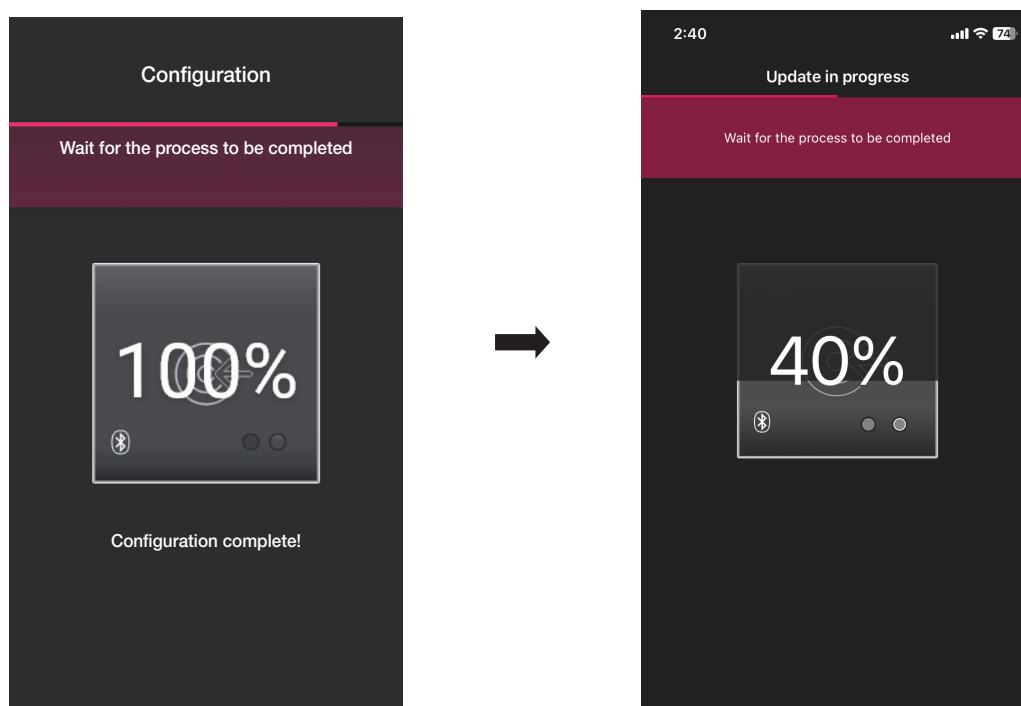 Configuration
Wait for the process to be completed
100%
Configuration complete!
2:40
74
Update in progress
Wait for the process to be completed
40%